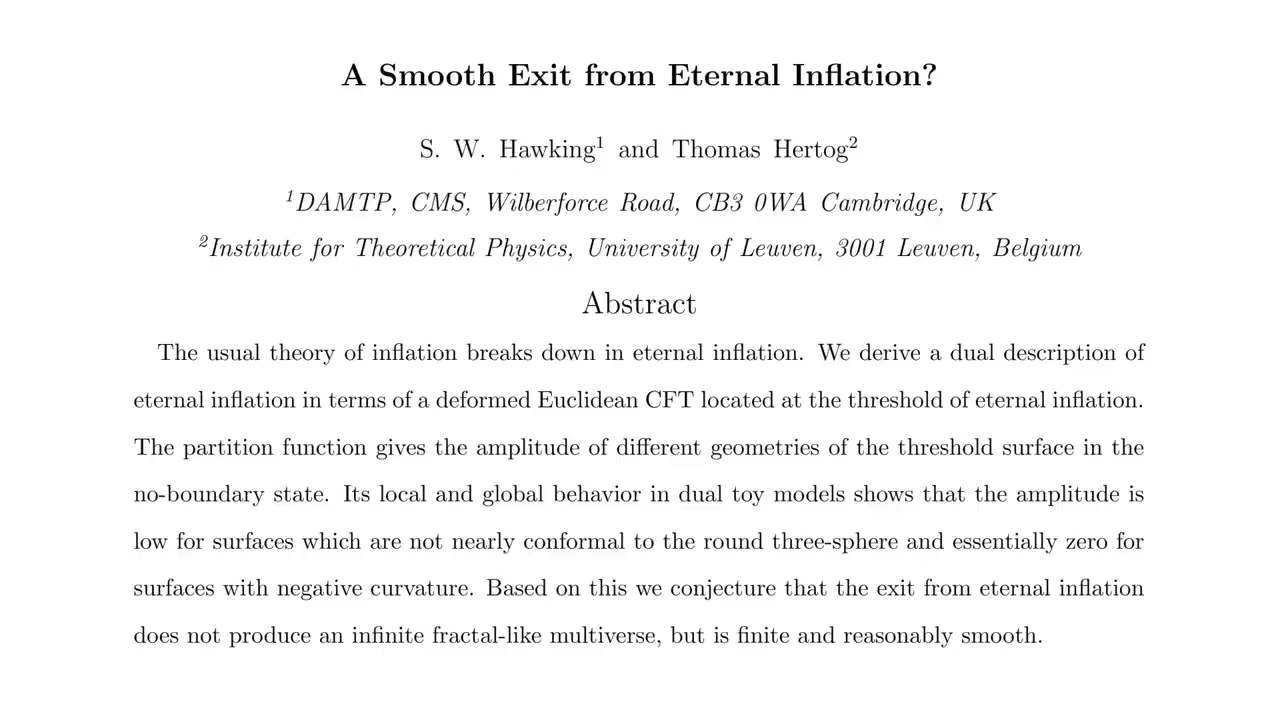 A Smooth Exit from Eternal Inflation?
S. W. Hawking¹ and Thomas Hertog²
¹DAMTP, CMS, Wilberforce Road, CB3 0WA Cambridge, UK
²Institute for Theoretical Physics, University of Leuven, 3001 Leuven, Belgium
Abstract
The usual theory of inflation breaks down in eternal inflation. We derive a dual description of
eternal inflation in terms of a deformed Euclidean CFT located at the threshold of eternal inflation.
The partition function gives the amplitude of different geometries of the threshold surface in the
no-boundary state. Its local and global behavior in dual toy models shows that the amplitude is
low for surfaces which are not nearly conformal to the round three-sphere and essentially zero for
surfaces with negative curvature. Based on this we conjecture that the exit from eternal inflation
does not produce an infinite fractal-like multiverse, but is finite and reasonably smooth.